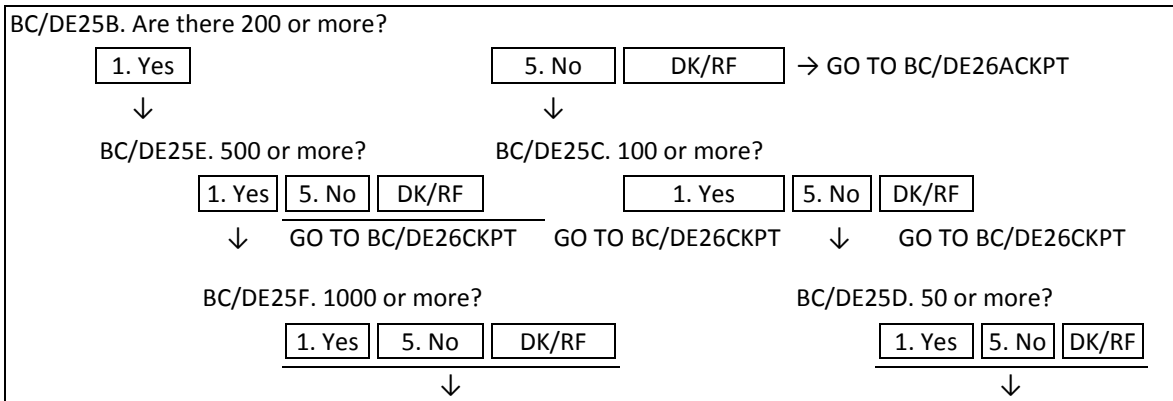 BC/DE25B. Are there 200 or more?
1. Yes 5. No DK/RF → GO TO BC/DE26ACKPT
↓ ↓
BC/DE25E. 500 or more? BC/DE25C. 100 or more?
1. Yes 5. No DK/RF 1. Yes 5. No DK/RF
↓ GO TO BC/DE26CKPT GO TO BC/DE26CKPT ↓ GO TO BC/DE26CKPT
BC/DE25F. 1000 or more? BC/DE25D. 50 or more?
1. Yes 5. No DK/RF 1. Yes 5. No DK/RF
↓ ↓